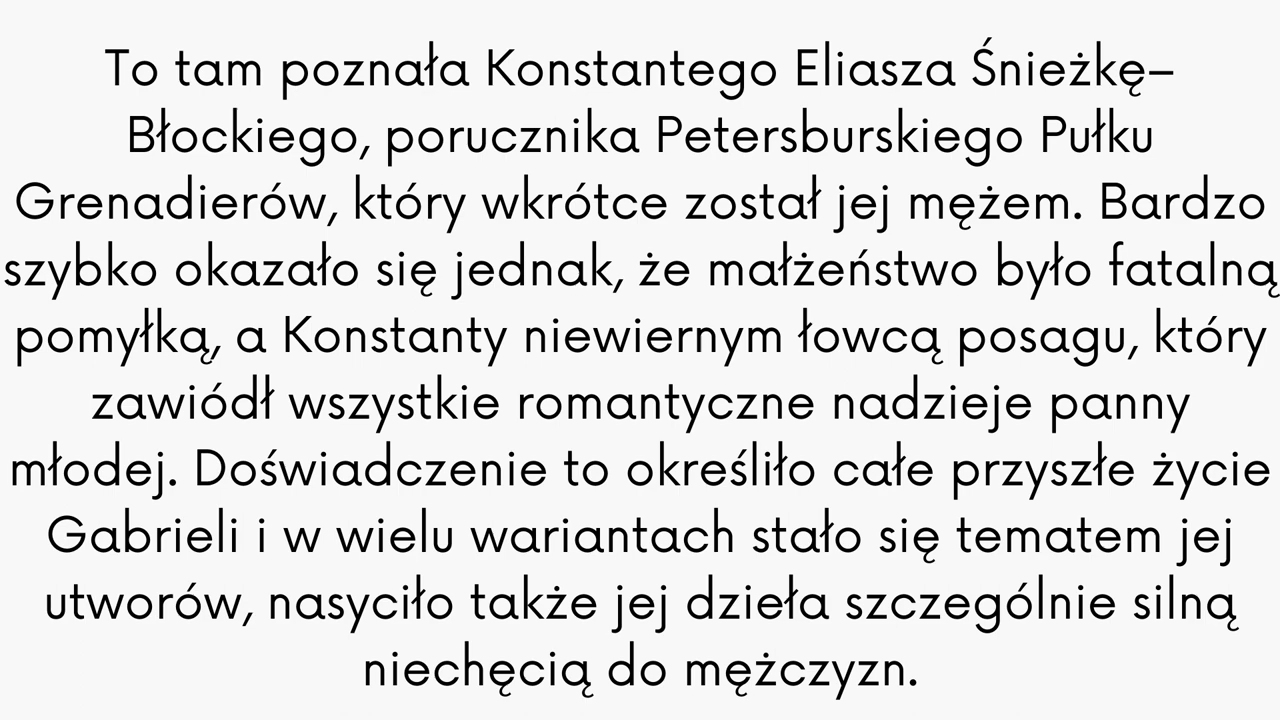 To tam poznała Konstantego Eliasza Śnieżkę–
Błockiego, porucznika Petersburskiego Pułku
Grenadierów, który wkrótce został jej mężem. Bardzo
szybko okazało się jednak, że małżeństwo było fatalną
pomyłką, a Konstanty niewiernym łowcą posagu, który
zawiódł wszystkie romantyczne nadzieje panny
młodej. Doświadczenie to określiło całe przyszłe życie
Gabrieli i w wielu wariantach stało się tematem jej
utworów, nasyciło także jej dzieła szczególnie silną
niechęcią do mężczyzn.